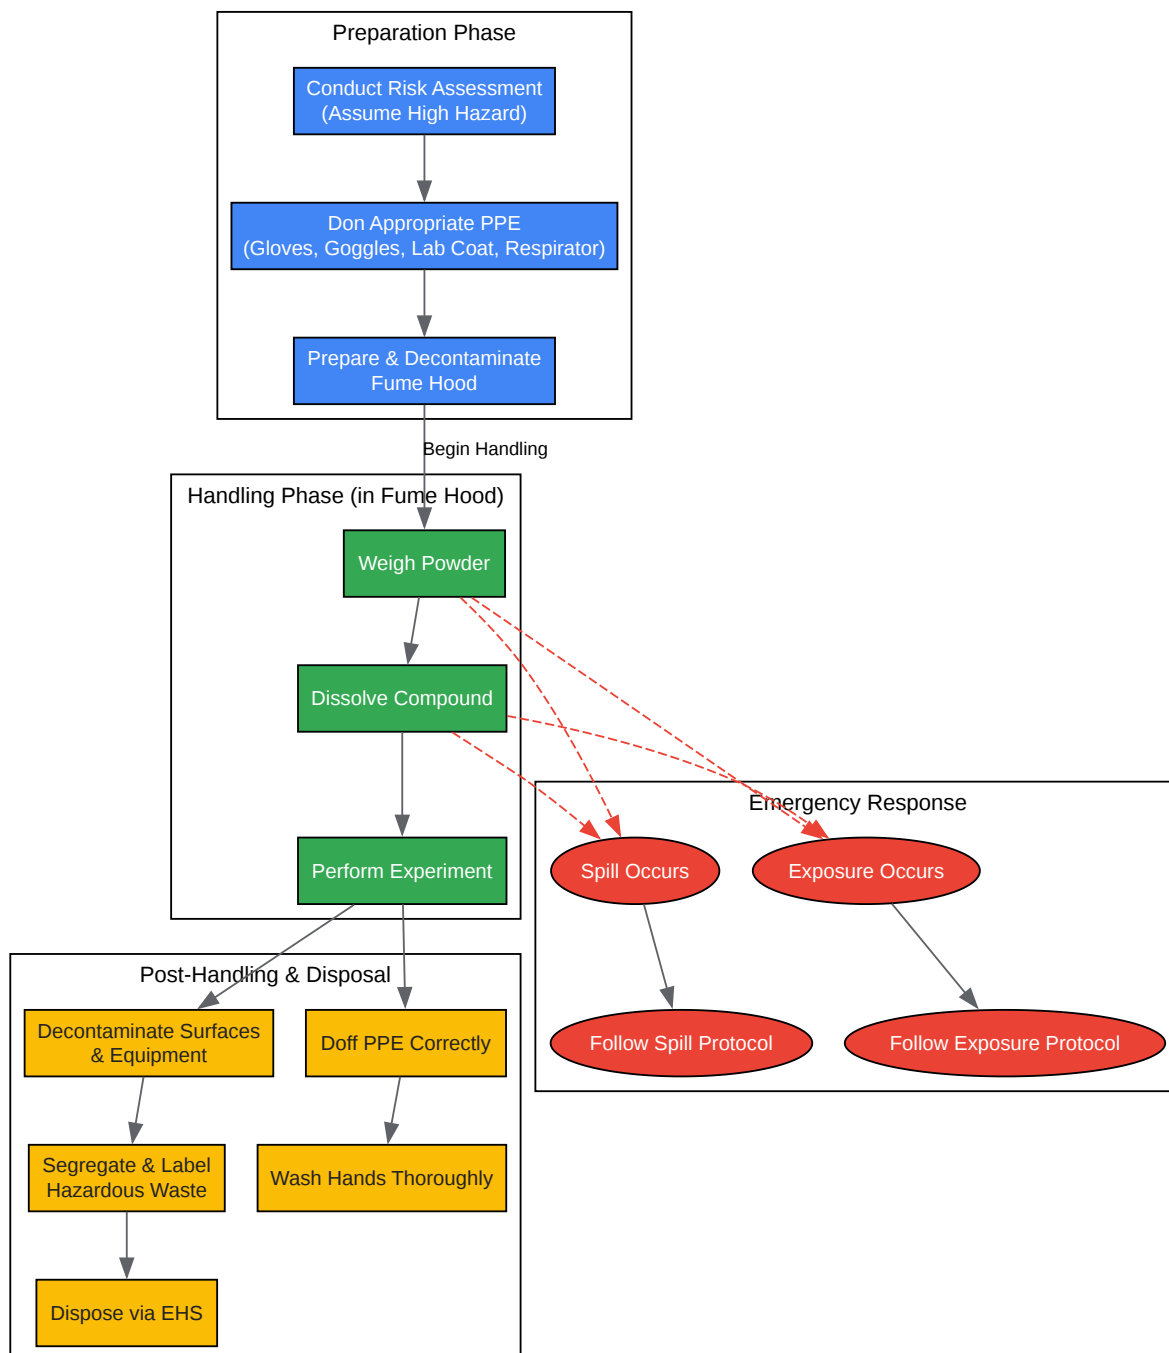 Preparation Phase
Conduct Risk Assessment
(Assume High Hazard)
Don Appropriate PPE
(Gloves, Goggles, Lab Coat, Respirator)
Prepare & Decontaminate
Fume Hood
Begin Handling
Handling Phase (in Fume Hood)
Weigh Powder
Dissolve Compound
Perform Experiment
Emergency Response
Spill Occurs
Exposure Occurs
Follow Spill Protocol
Follow Exposure Protocol
Post-Handling & Disposal
Decontaminate Surfaces
& Equipment
Doff PPE Correctly
Segregate & Label
Hazardous Waste
Wash Hands Thoroughly
Dispose via EHS